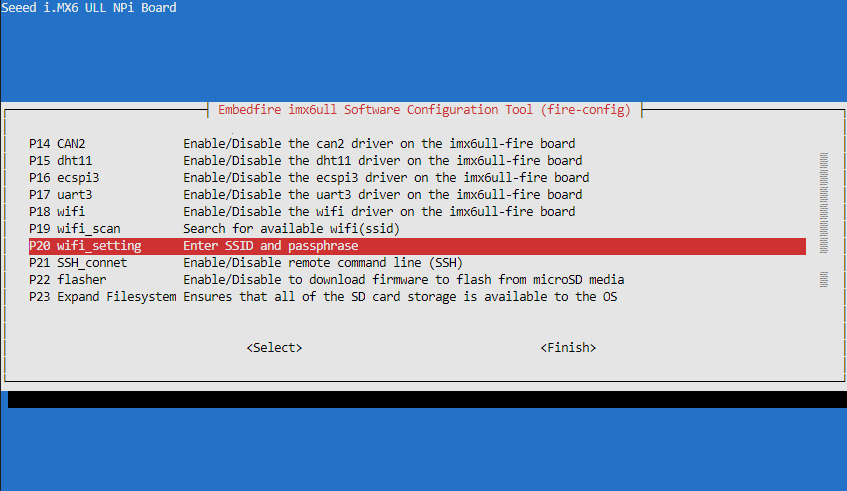 Seeed i.MX6 ULL NPi Board
Embedfire imx6ull Software Configuration Tool (fire-config)
P14 CAN2 Enable/Disable the can2 driver on the imx6ull-fire board
P15 dht11 Enable/Disable the dht11 driver on the imx6ull-fire board
P16 ecspi3 Enable/Disable the ecspi3 driver on the imx6ull-fire board
P17 uart3 Enable/Disable the uart3 driver on the imx6ull-fire board
P18 wifi Enable/Disable the wifi driver on the imx6ull-fire board
P19 wifi_scan Search for available wifi(ssid)
P20 wifi_setting Enter SSID and passphrase
P21 SSH_connet Enable/Disable remote command line (SSH)
P22 flasher Enable/Disable to download firmware to flash from microSD media
P23 Expand Filesystem Ensures that all of the SD card storage is available to the OS
<Select> <Finish>